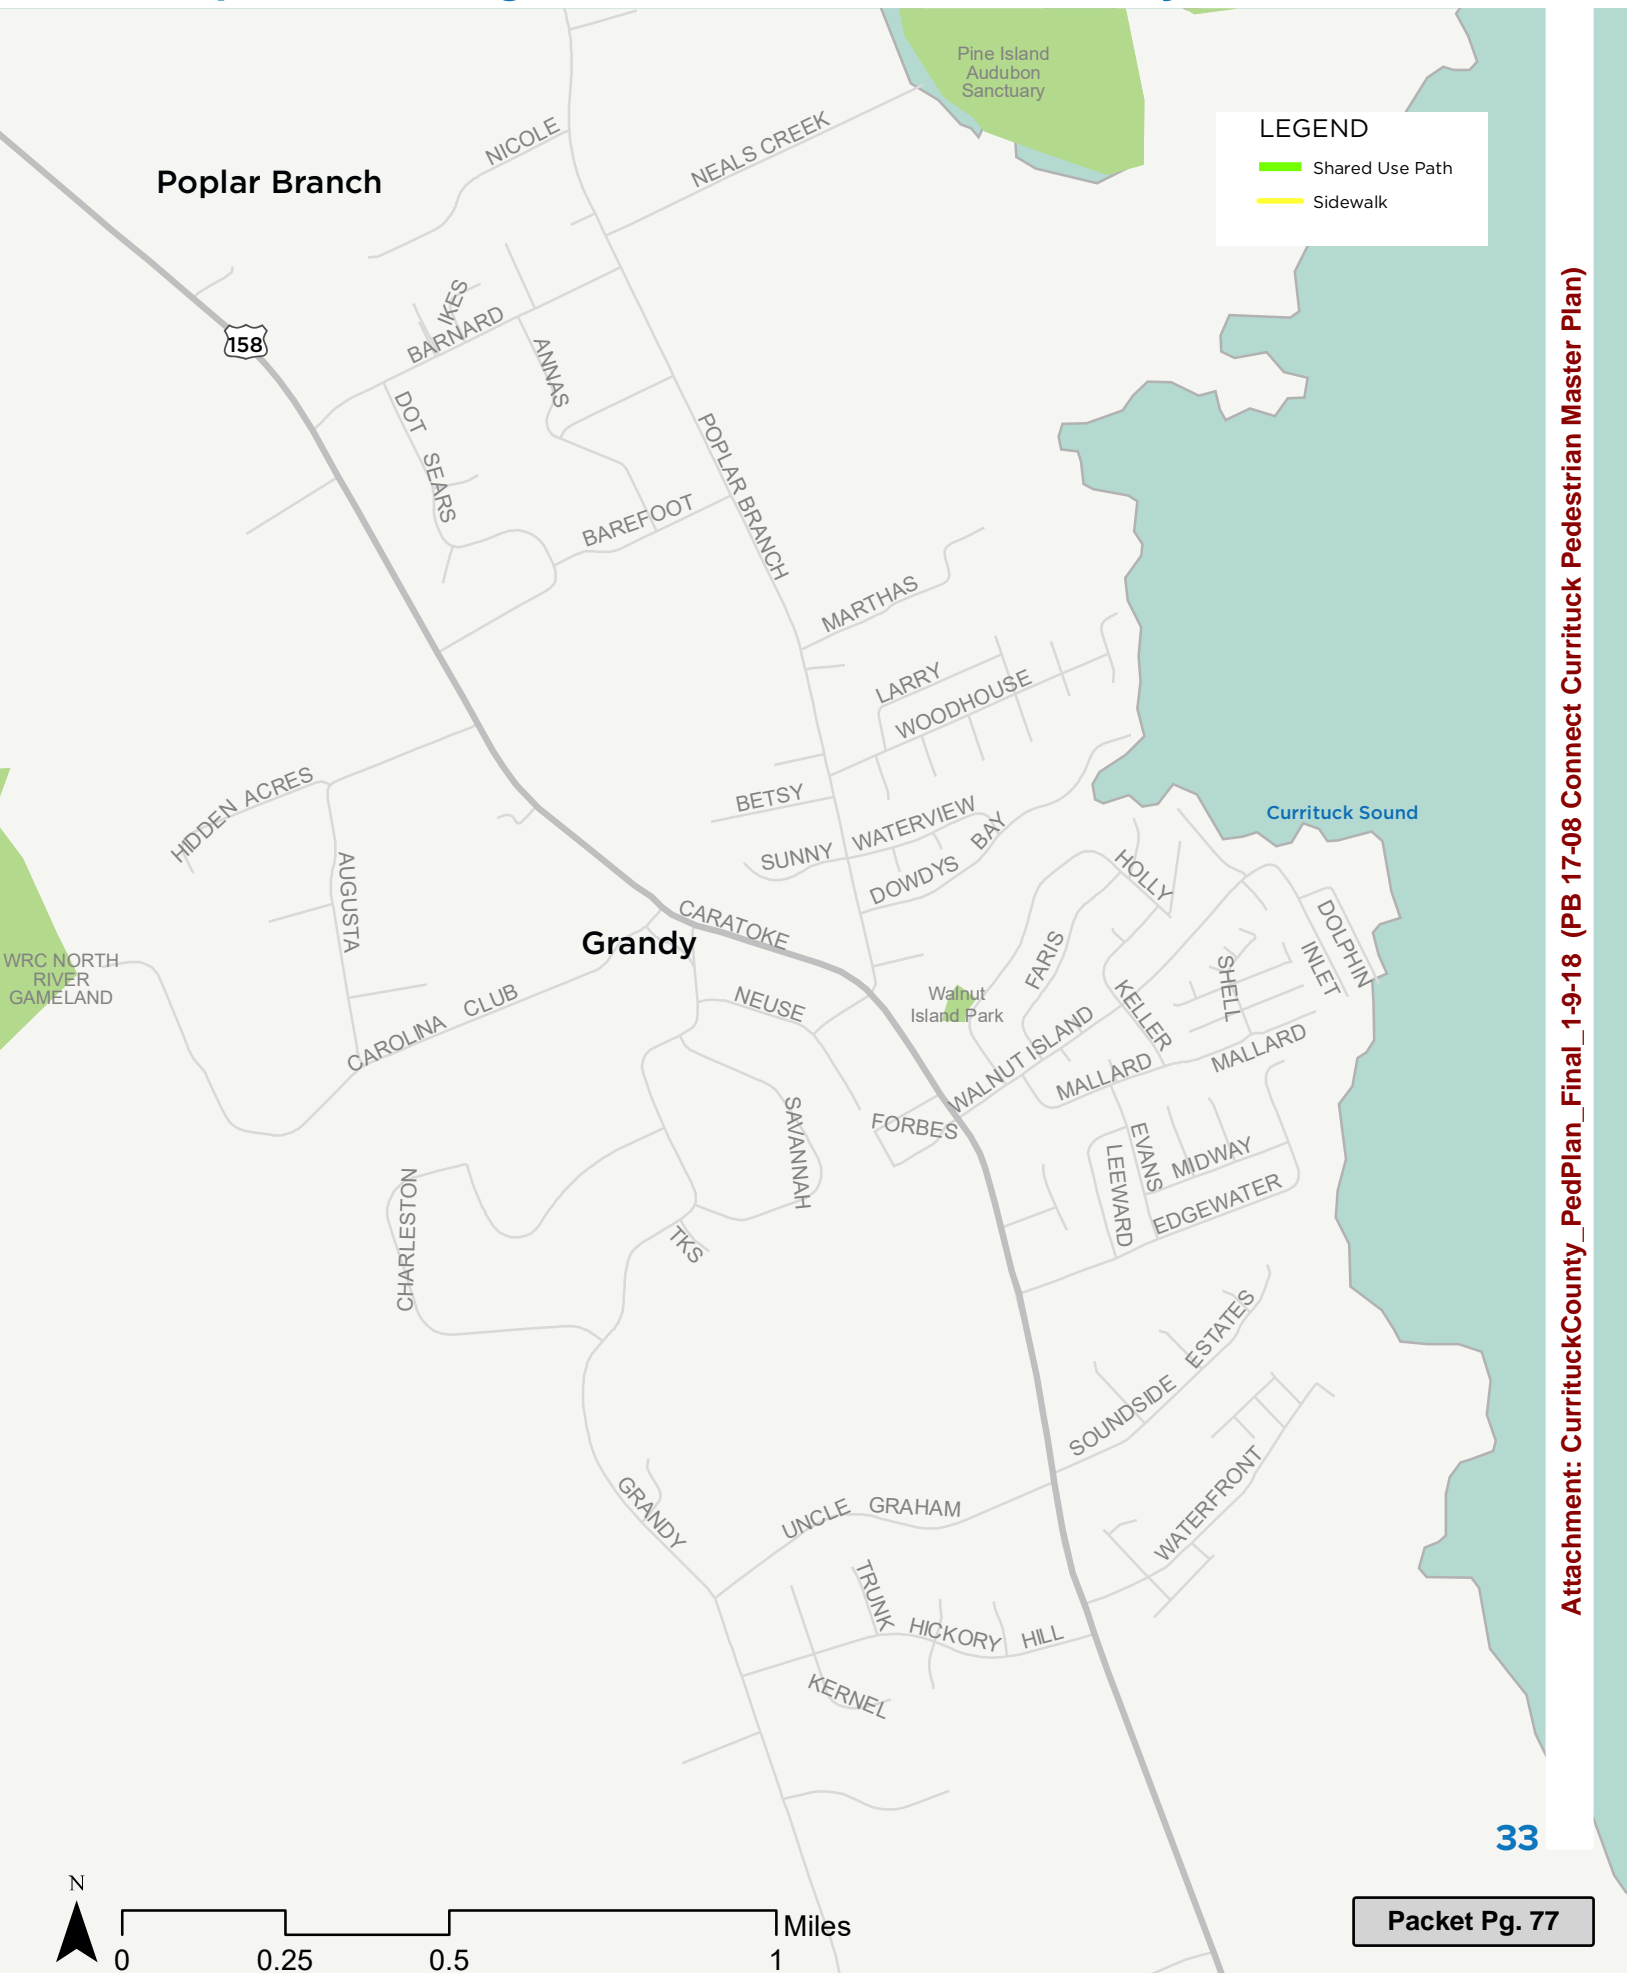 Pine Island
Audubon
Sanctuary
LEGEND
Shared Use Path
Sidewalk
NICOLE
NEALS CREEK
Poplar Branch
IKES
BARNARD
158
ANNAS
DOT SEARS
POPLAR BRANCH
BAREFOOT
MARTHAS
LARRY
WOODHOUSE
HIDDEN ACRES
BETSY
WATERVIEW
SUNNY
DOWDYS BAY
Currituck Sound
HOLLY
AUGUSTA
CARATOKE
Grandy
DOLPHIN
INLET
FARIS
SHELL
WRC NORTH
RIVER
GAMELAND
KELLER
Walnut
Island Park
NEUSE
CAROLINA CLUB
WALNUT ISLAND
MALLARD
MALLARD
SAVANNAH
FORBES
EVANS
LEEWARD
MIDWAY
EDGEWATER
CHARLESTON
TKS
SOUNDSIDE ESTATES
GRANDY
UNCLE GRAHAM
WATERFRONT
TRUNK
HICKORY HILL
KERNEL
Attachment: CurrituckCounty_PedPlan_Final_1-9-18 (PB 17-08 Connect Currituck Pedestrian Master Plan)
33
N
Miles
0 0.25 0.5 1
Packet Pg. 77